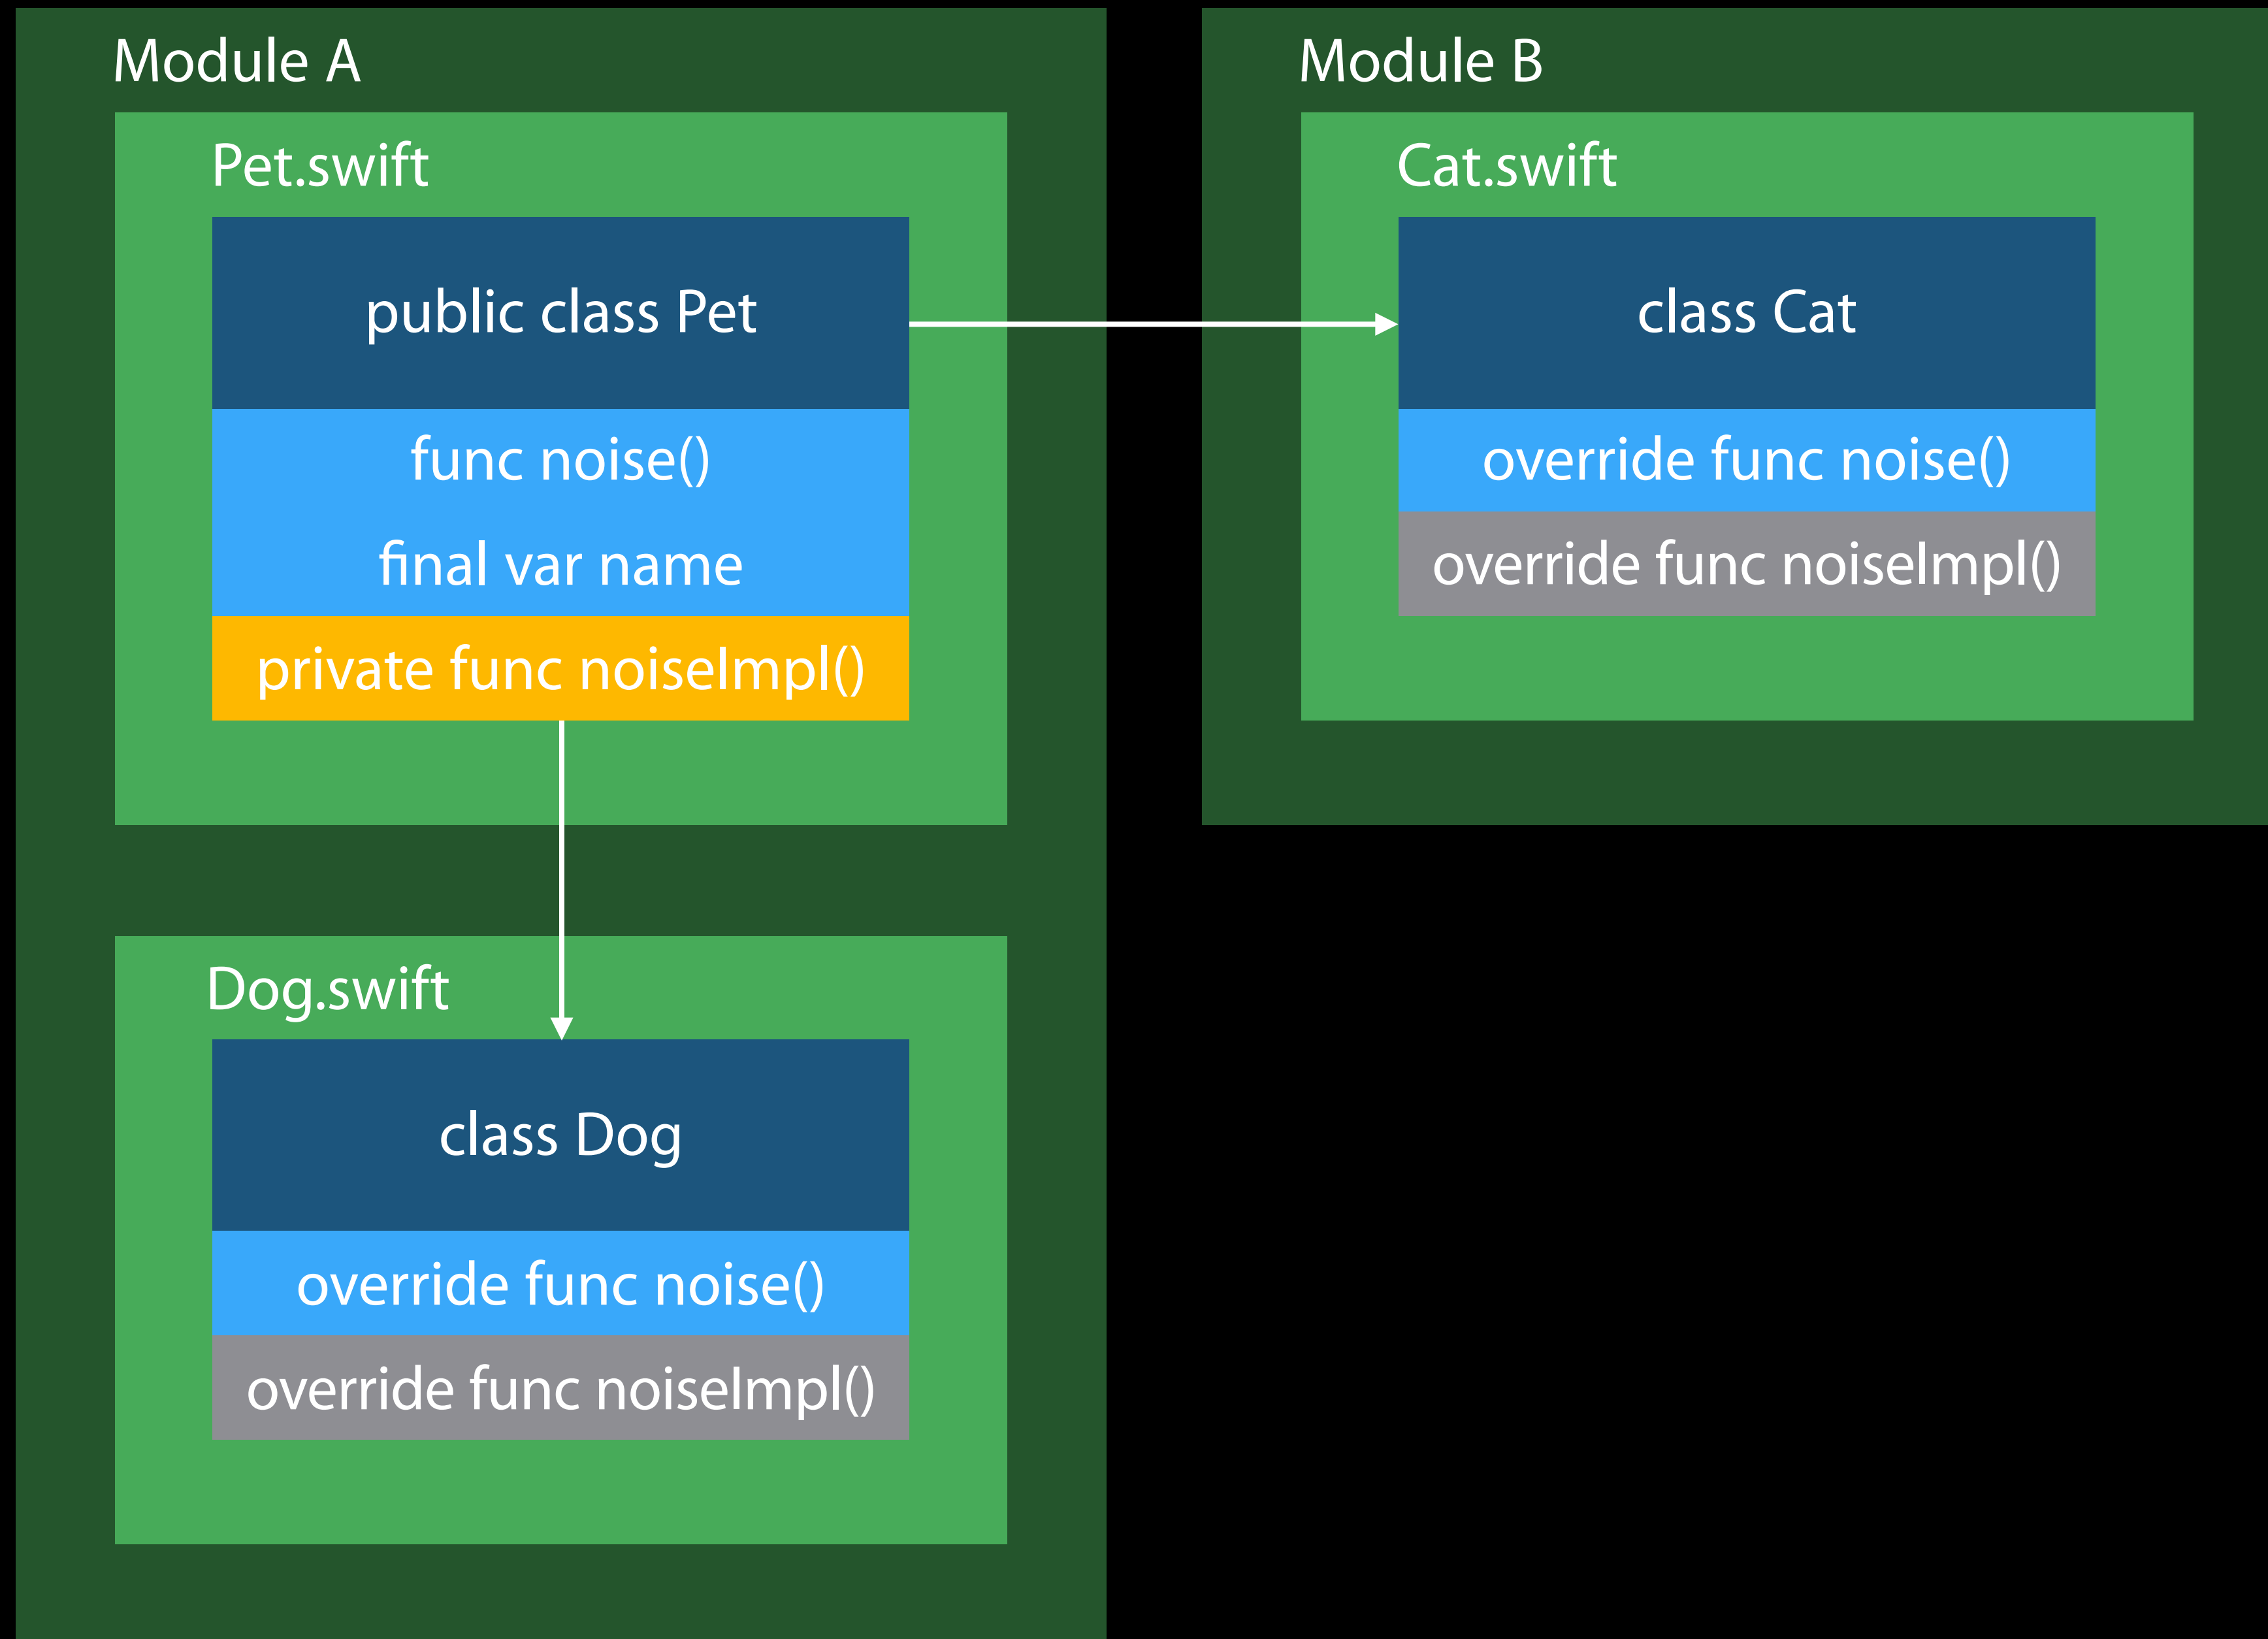 Module A
Pet.swift
public class Pet
func noise()
final var name
private func noiseImpl()
Dog.swift
class Dog
override func noise()
override func noiseImpl()
Module B
Cat.swift
class Cat
override func noise()
override func noiseImpl()